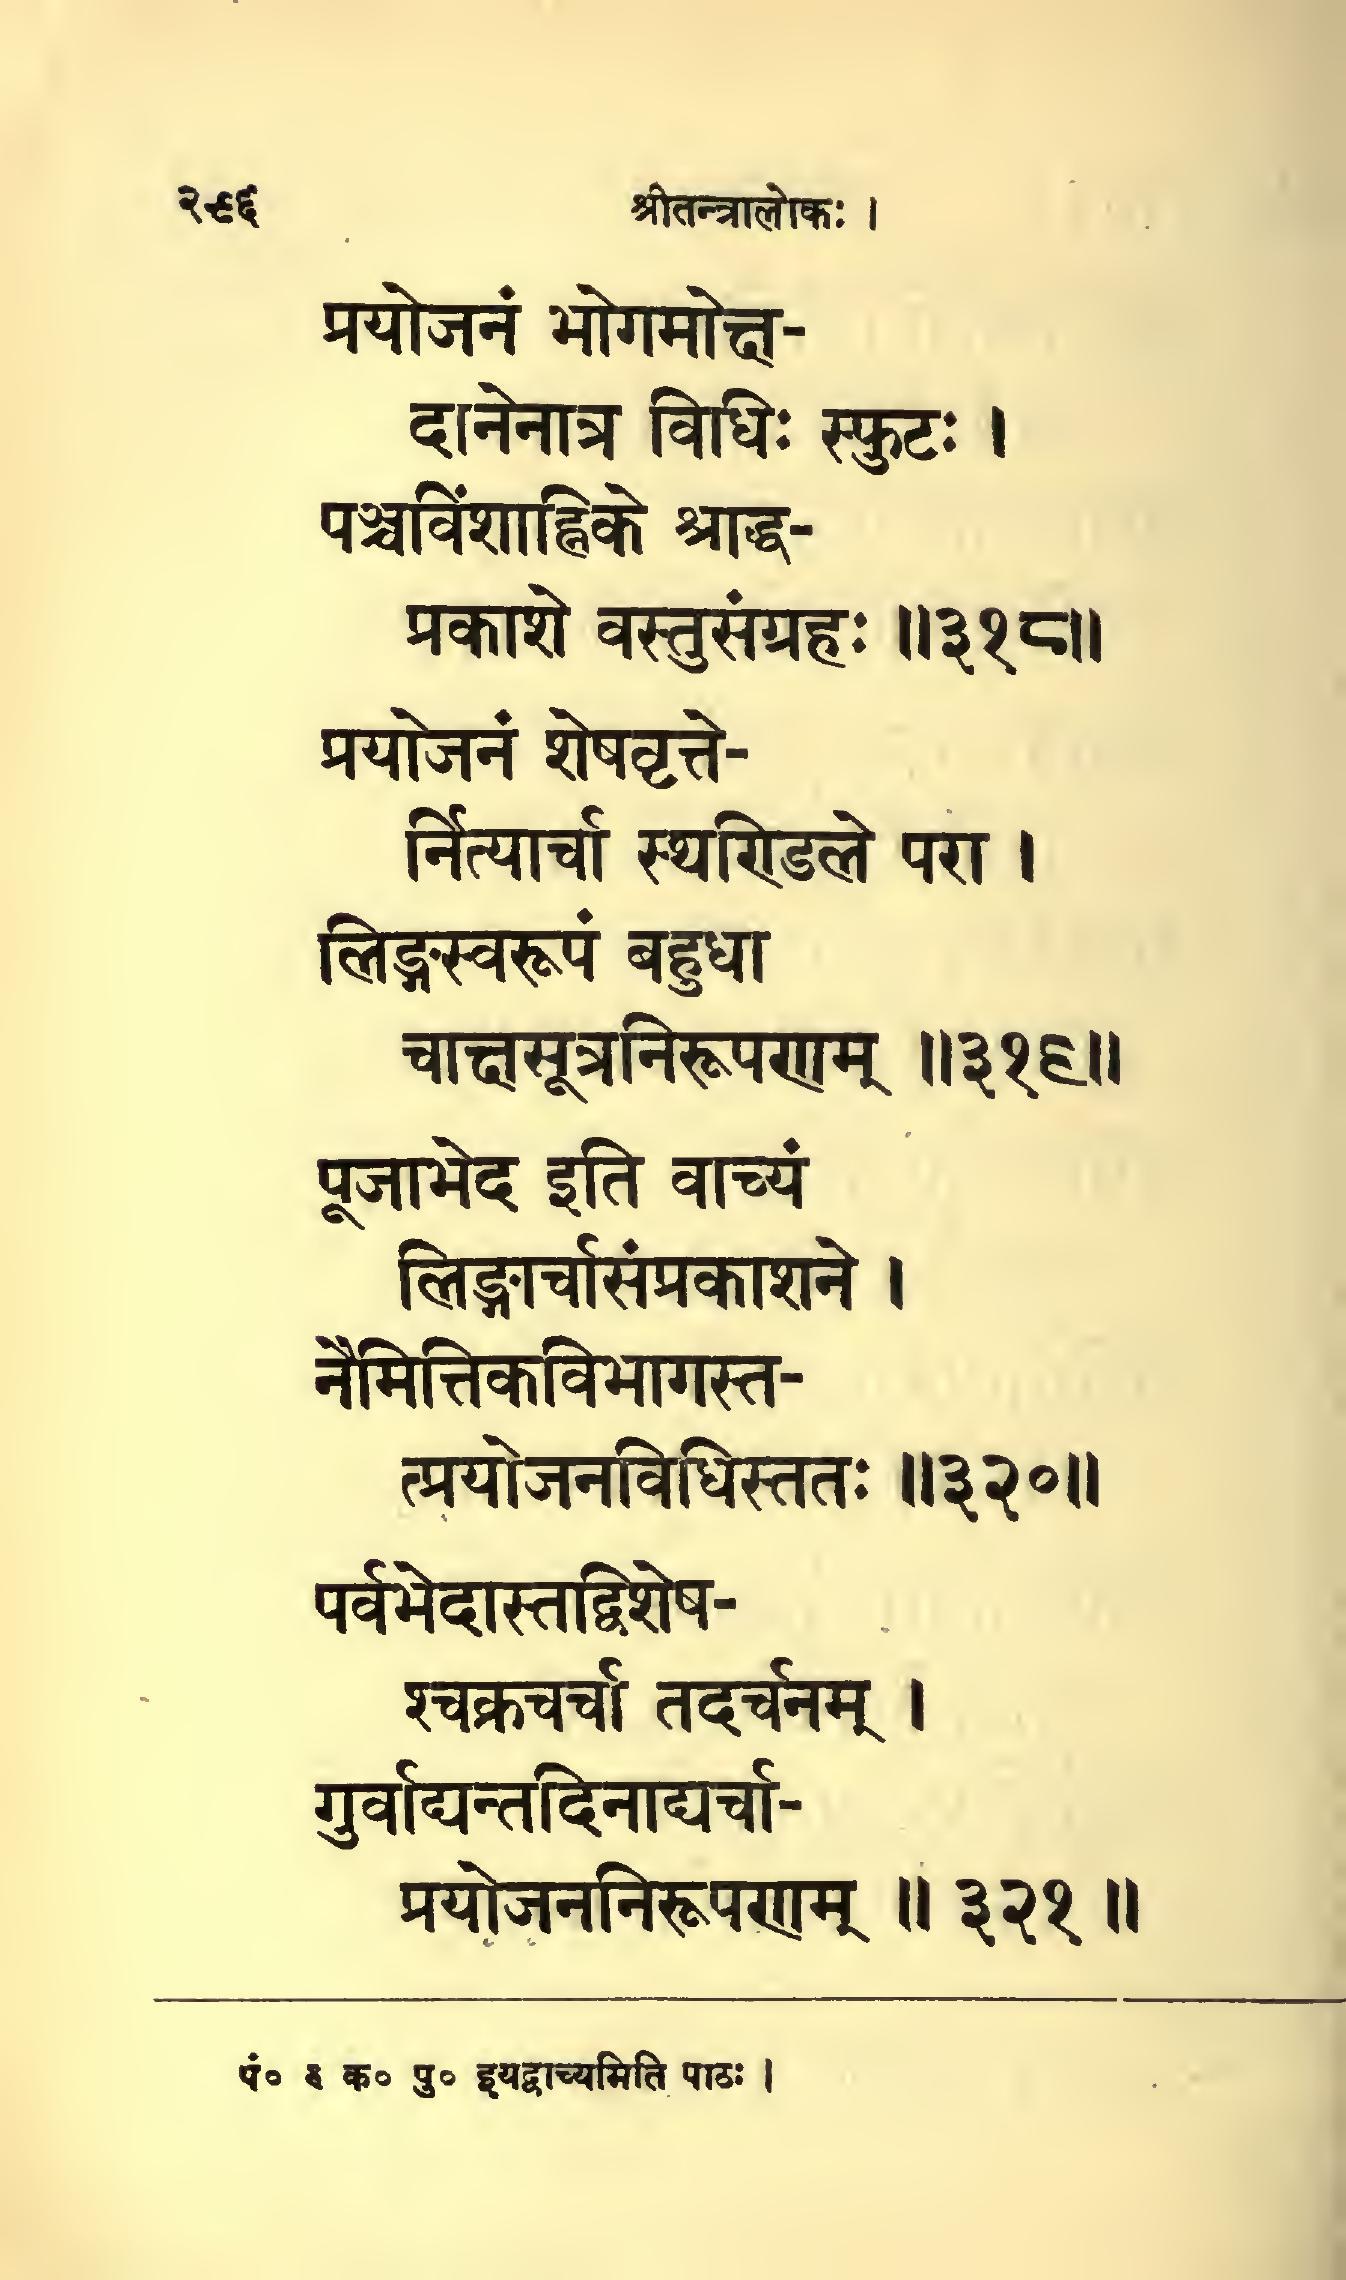 २९६ श्रीतन्त्रालोकः ।
प्रयोजनं भोगमोक्ष-
दानेनात्र विधिः स्फुटः ।
पञ्चविंशाह्निके श्राद्ध-
प्रकाशे वस्तुसंग्रहः ॥३१८॥
प्रयोजनं शेषवृत्ते-
र्नित्यार्चा स्थण्डिले परा ।
लिङ्गस्वरूपं बहुधा
चाक्षसूत्रनिरूपणम् ॥३१९॥
पूजाभेद इति वाच्यं
लिङ्गार्चासंप्रकाशने ।
नैमित्तिकविभागस्त-
त्प्रयोजनविधिस्ततः ॥३२०॥
पर्वभेदास्तद्विशेष-
श्चक्रचर्चा तदर्चनम् ।
गुर्वाद्यन्तदिनाद्यर्चा-
प्रयोजननिरूपणम् ॥ ३२१ ॥
पं० ९ क० पु० इयद्वाच्यमिति पाठः ।